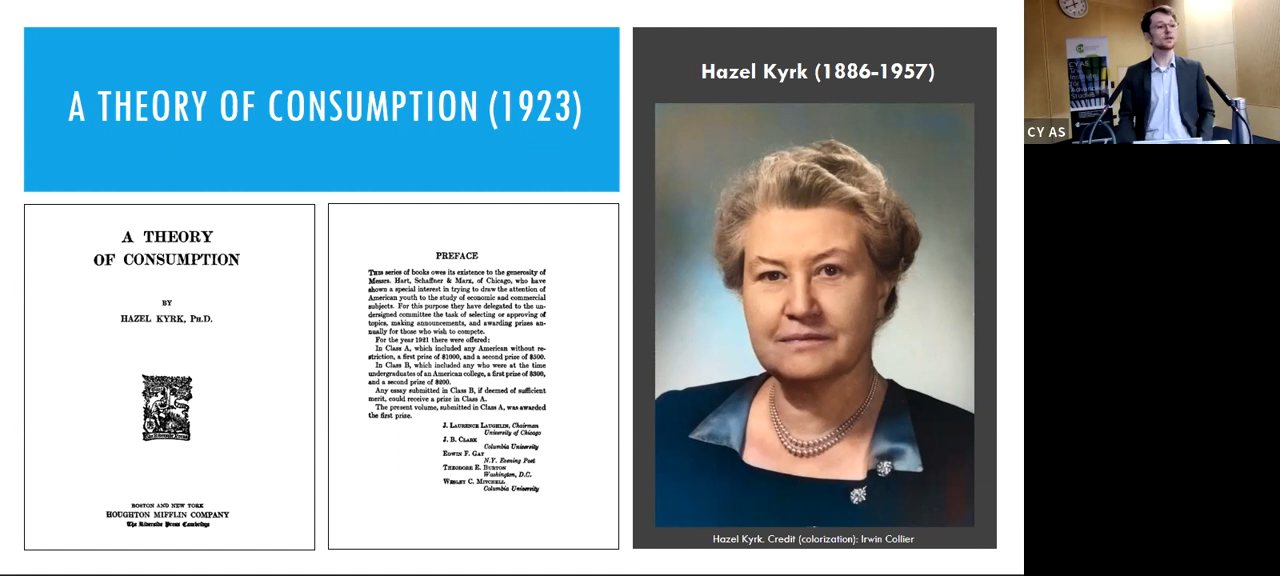 A THEORY OF CONSUMPTION (1923)
A THEORY
OF CONSUMPTION
BY
HAZEL KYRK, PH.D.
BOSTON AND NEW YORK
HOUGHTON MIFFLIN COMPANY
The Riverside Press Cambridge
PREFACE
THIS series of books owes its existence to the generosity of
Messrs. Hart, Schaffner & Marx, of Chicago, who have
shown a special interest in trying to draw the attention of
American youth to the study of economic and commercial
subjects. For this purpose they have delegated to the un-
dersigned committee the task of selecting or approving of
topics, making announcements, and awarding prizes an-
nually for those who wish to compete.
For the year 1921 there were offered:
In Class A, which included any American without re-
striction, a first prize of $1000, and a second prize of $500.
In Class B, which included any who were at the time
undergraduates of an American college, a first prize of $300,
and a second prize of $200.
Any essay submitted in Class B, if deemed of sufficient
merit, could receive a prize in Class A.
The present volume, submitted in Class A, was awarded
the first prize.
J. LAURENCE LAUGHLIN, Chairman
University of Chicago
J. B. CLARK
Columbia University
EDWIN F. GAY
N.Y. Evening Post
THEODORE E. BURTON
Washington, D.C.
WESLEY C. MITCHELL
Columbia University
Hazel Kyrk (1886-1957)
Hazel Kyrk. Credit (colorization): Irwin Collier
CY AS
The
Institute
for
Advanced
Studies
CY AS